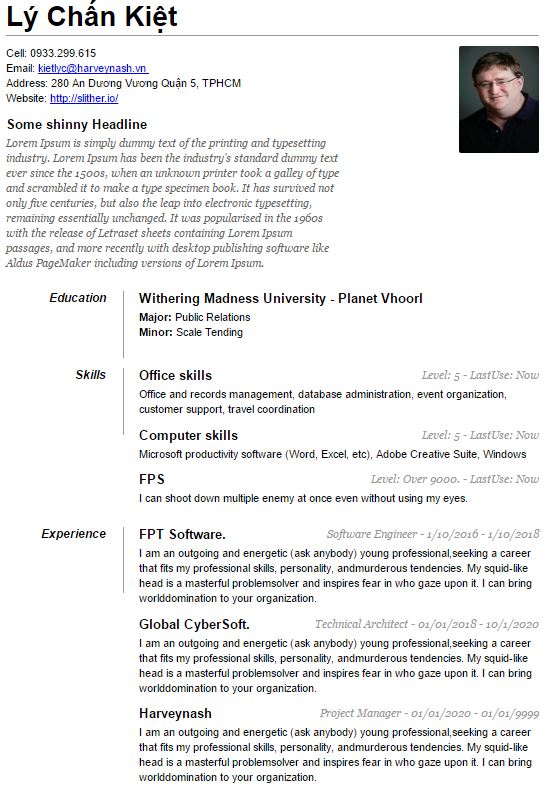 Lý Chấn Kiệt
Cell: 0933.299.615
Email: kietlyc@harveynash.vn
Address: 280 An Dương Vương Quận 5, TPHCM
Website: http://slither.io/
Some shinny Headline
Lorem Ipsum is simply dummy text of the printing and typesetting
industry. Lorem Ipsum has been the industry's standard dummy text
ever since the 1500s, when an unknown printer took a galley of type
and scrambled it to make a type specimen book. It has survived not
only five centuries, but also the leap into electronic typesetting,
remaining essentially unchanged. It was popularised in the 1960s
with the release of Letraset sheets containing Lorem Ipsum
passages, and more recently with desktop publishing software like
Aldus PageMaker including versions of Lorem Ipsum.
Education
Withering Madness University - Planet Vhoorl
Major: Public Relations
Minor: Scale Tending
Skills
Office skills Level: 5 - LastUse: Now
Office and records management, database administration, event organization,
customer support, travel coordination
Computer skills Level: 5 - LastUse: Now
Microsoft productivity software (Word, Excel, etc), Adobe Creative Suite, Windows
FPS Level: Over 9000. - LastUse: Now
I can shoot down multiple enemy at once even without using my eyes.
Experience
FPT Software. Software Engineer - 1/10/2016 - 1/10/2018
I am an outgoing and energetic (ask anybody) young professional,seeking a career
that fits my professional skills, personality, andmurderous tendencies. My squid-like
head is a masterful problemsolver and inspires fear in who gaze upon it. I can bring
worlddomination to your organization.
Global CyberSoft. Technical Architect - 01/01/2018 - 10/1/2020
I am an outgoing and energetic (ask anybody) young professional,seeking a career
that fits my professional skills, personality, andmurderous tendencies. My squid-like
head is a masterful problemsolver and inspires fear in who gaze upon it. I can bring
worlddomination to your organization.
Harveynash Project Manager - 01/01/2020 - 01/01/9999
I am an outgoing and energetic (ask anybody) young professional,seeking a career
that fits my professional skills, personality, andmurderous tendencies. My squid-like
head is a masterful problemsolver and inspires fear in who gaze upon it. I can bring
worlddomination to your organization.